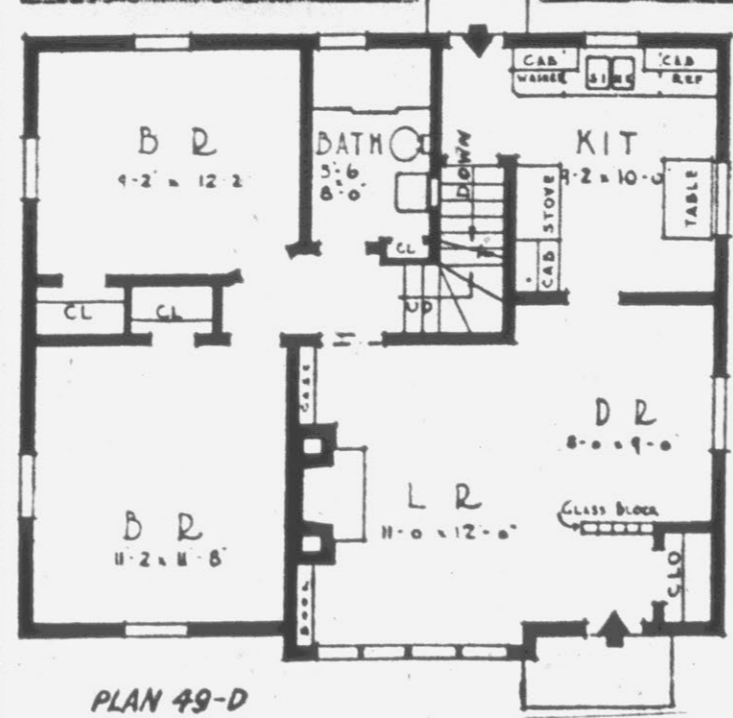 B R
9-2 x 12-2
BATH
5-6
x
8-0
DOWN
CAB
WASHER
SINK
CAB
REF
KIT
9-2 x 10-0
STOVE
CAB
TABLE
CL
CL
CL
UP
CASE
D R
8-0 x 9-0
L R
11-0 x 12-0
GLASS BLOCK
B R
11-2 x 11-8
BOOK
CLO
PLAN 49-D